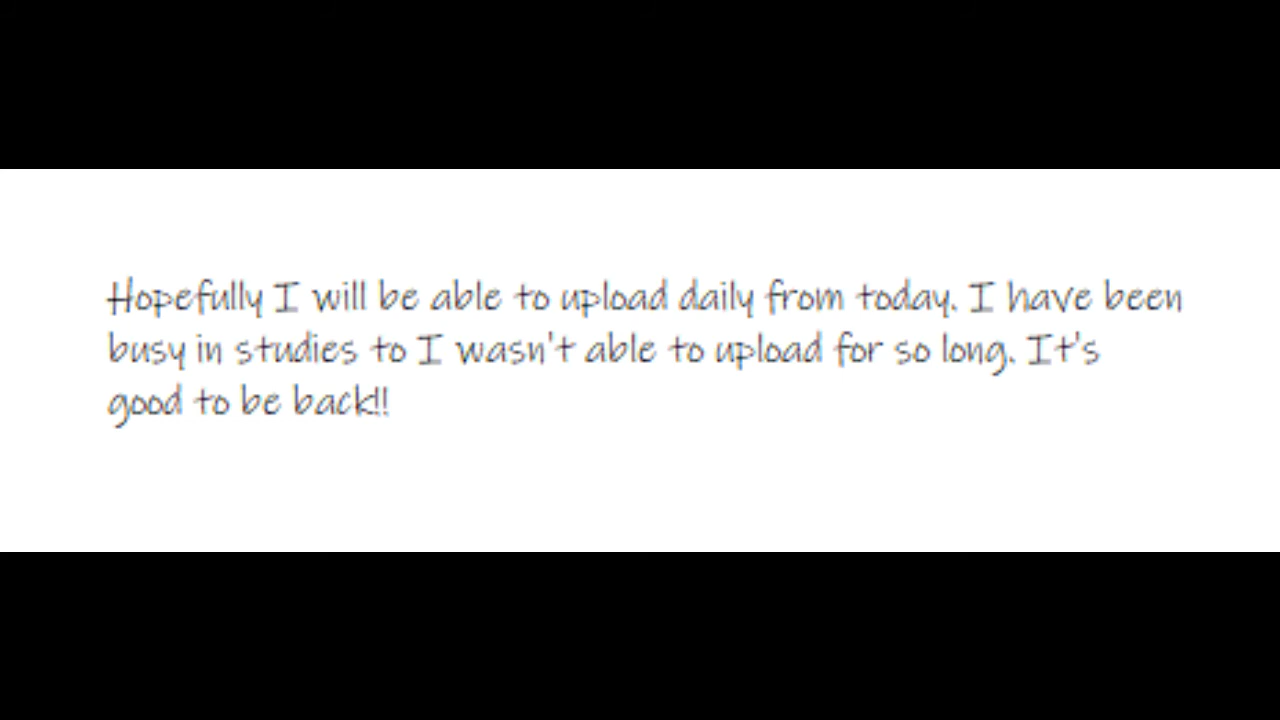 Hopefully I will be able to upload daily from today. I have been
busy in studies to I wasn't able to upload for so long. It's
good to be back!!